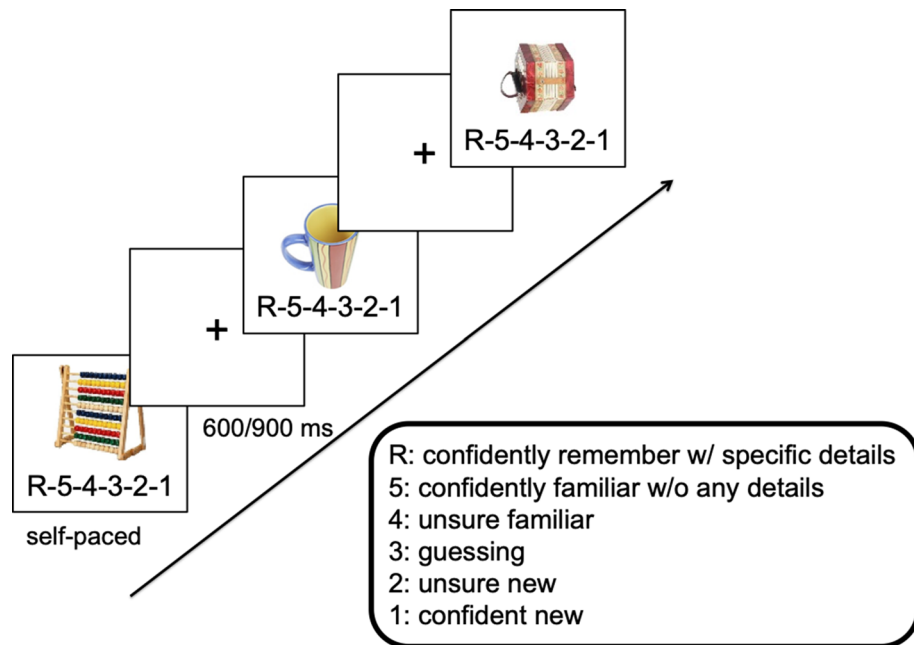 R-5-4-3-2-1
+
R-5-4-3-2-1
+
R-5-4-3-2-1
600/900 ms
self-paced
R: confidently remember w/ specific details
5: confidently familiar w/o any details
4: unsure familiar
3: guessing
2: unsure new
1: confident new